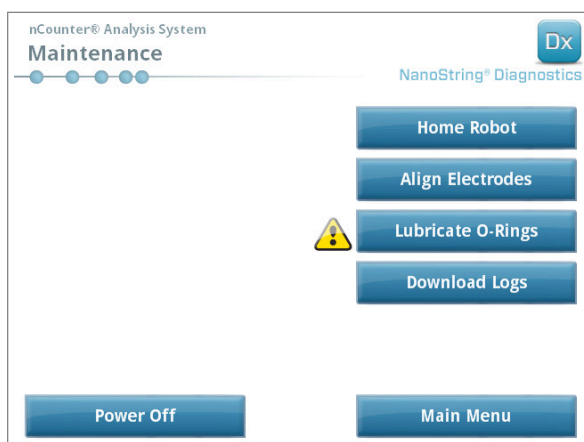 nCounter® Analysis System
Maintenance
Dx
NanoString® Diagnostics
Home Robot
Align Electrodes
Lubricate O-Rings
Download Logs
Power Off
Main Menu